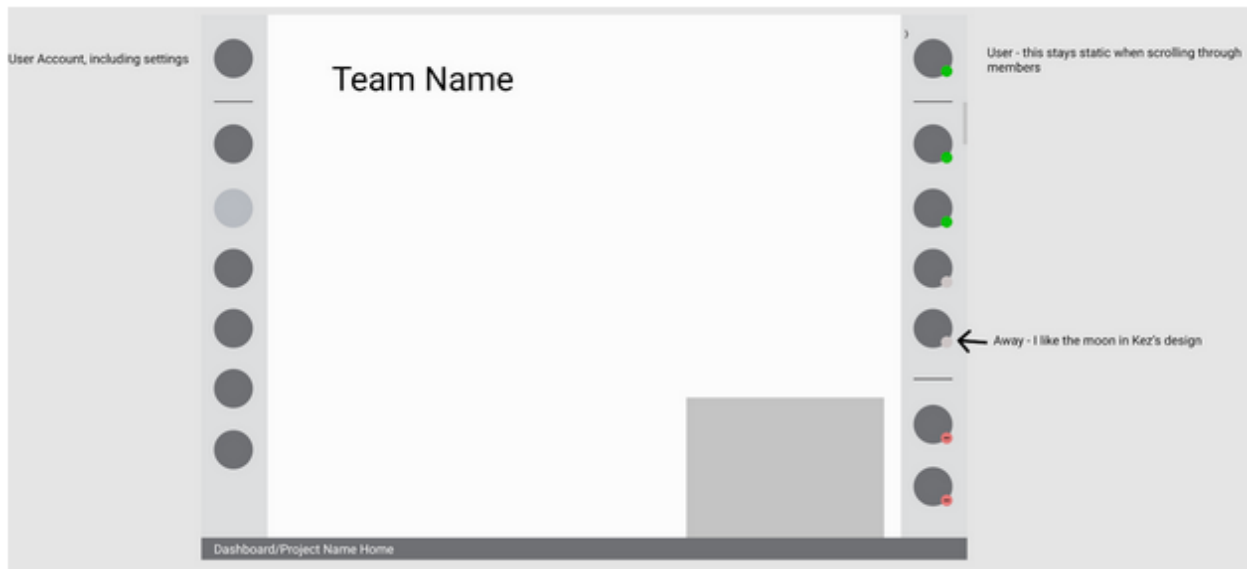 User Account, including settings
Team Name
User - this stays static when scrolling through
members
Away - I like the moon in Kez's design
Dashboard/Project Name Home